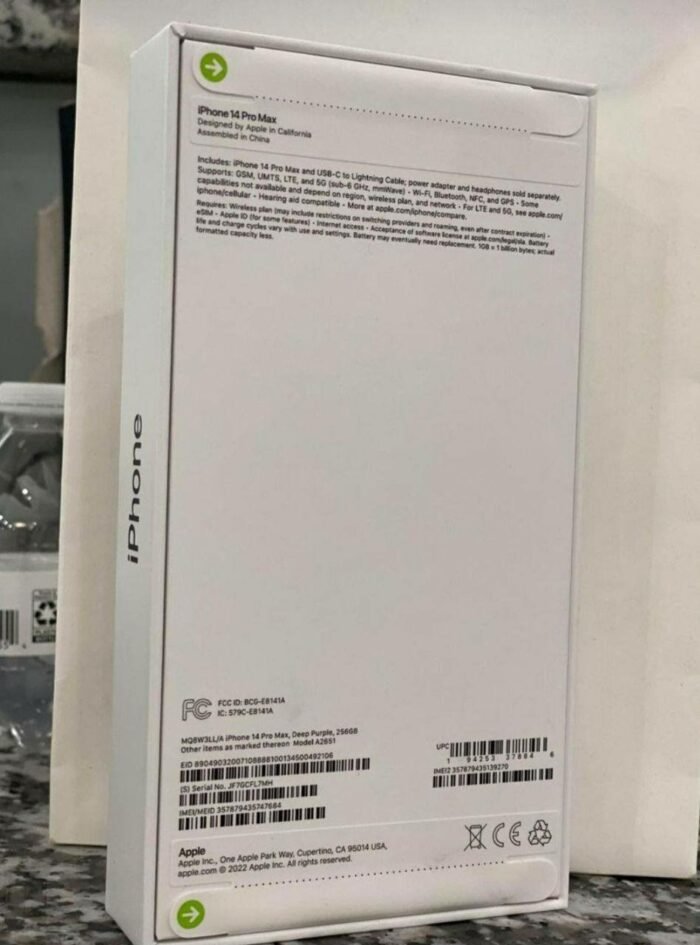 iPhone 14 Pro Max
Designed by Apple in California
Assembled in China
Includes: iPhone 14 Pro Max and USB-C to Lightning Cable; power adapter and headphones sold separately.
Supports: GSM, UMTS, LTE, and 5G (sub-6 GHz, mmWave) • Wi-Fi, Bluetooth, NFC, and GPS • Some
capabilities not available and depend on region, wireless plan, and network • For LTE and 5G, see apple.com/
iphone/cellular • Hearing aid compatible • More at apple.com/iphone/compare.
Requires: Wireless plan (may include restrictions on switching providers and roaming, even after contract expiration) •
eSIM • Apple ID (for some features) • Internet access • Acceptance of software license at apple.com/legal/sla. Battery
life and charge cycles vary with use and settings. Battery may eventually need replacement. 1GB = 1 billion bytes; actual
formatted capacity less.
iPhone
FC FCC ID: BCG-E8141A
IC: 579C-E8141A
MQ8W3LL/A iPhone 14 Pro Max, Deep Purple, 256GB
Other items as marked thereon Model A2651
EID 89049032007108888100134500492106
(S) Serial No. JF7GCFL7MH
IMEI/MEID 357879435747684
UPC
1 94253 37864 6
IMEI2 357879435139270
CE
Apple
Apple Inc., One Apple Park Way, Cupertino, CA 95014 USA,
apple.com © 2022 Apple Inc. All rights reserved.